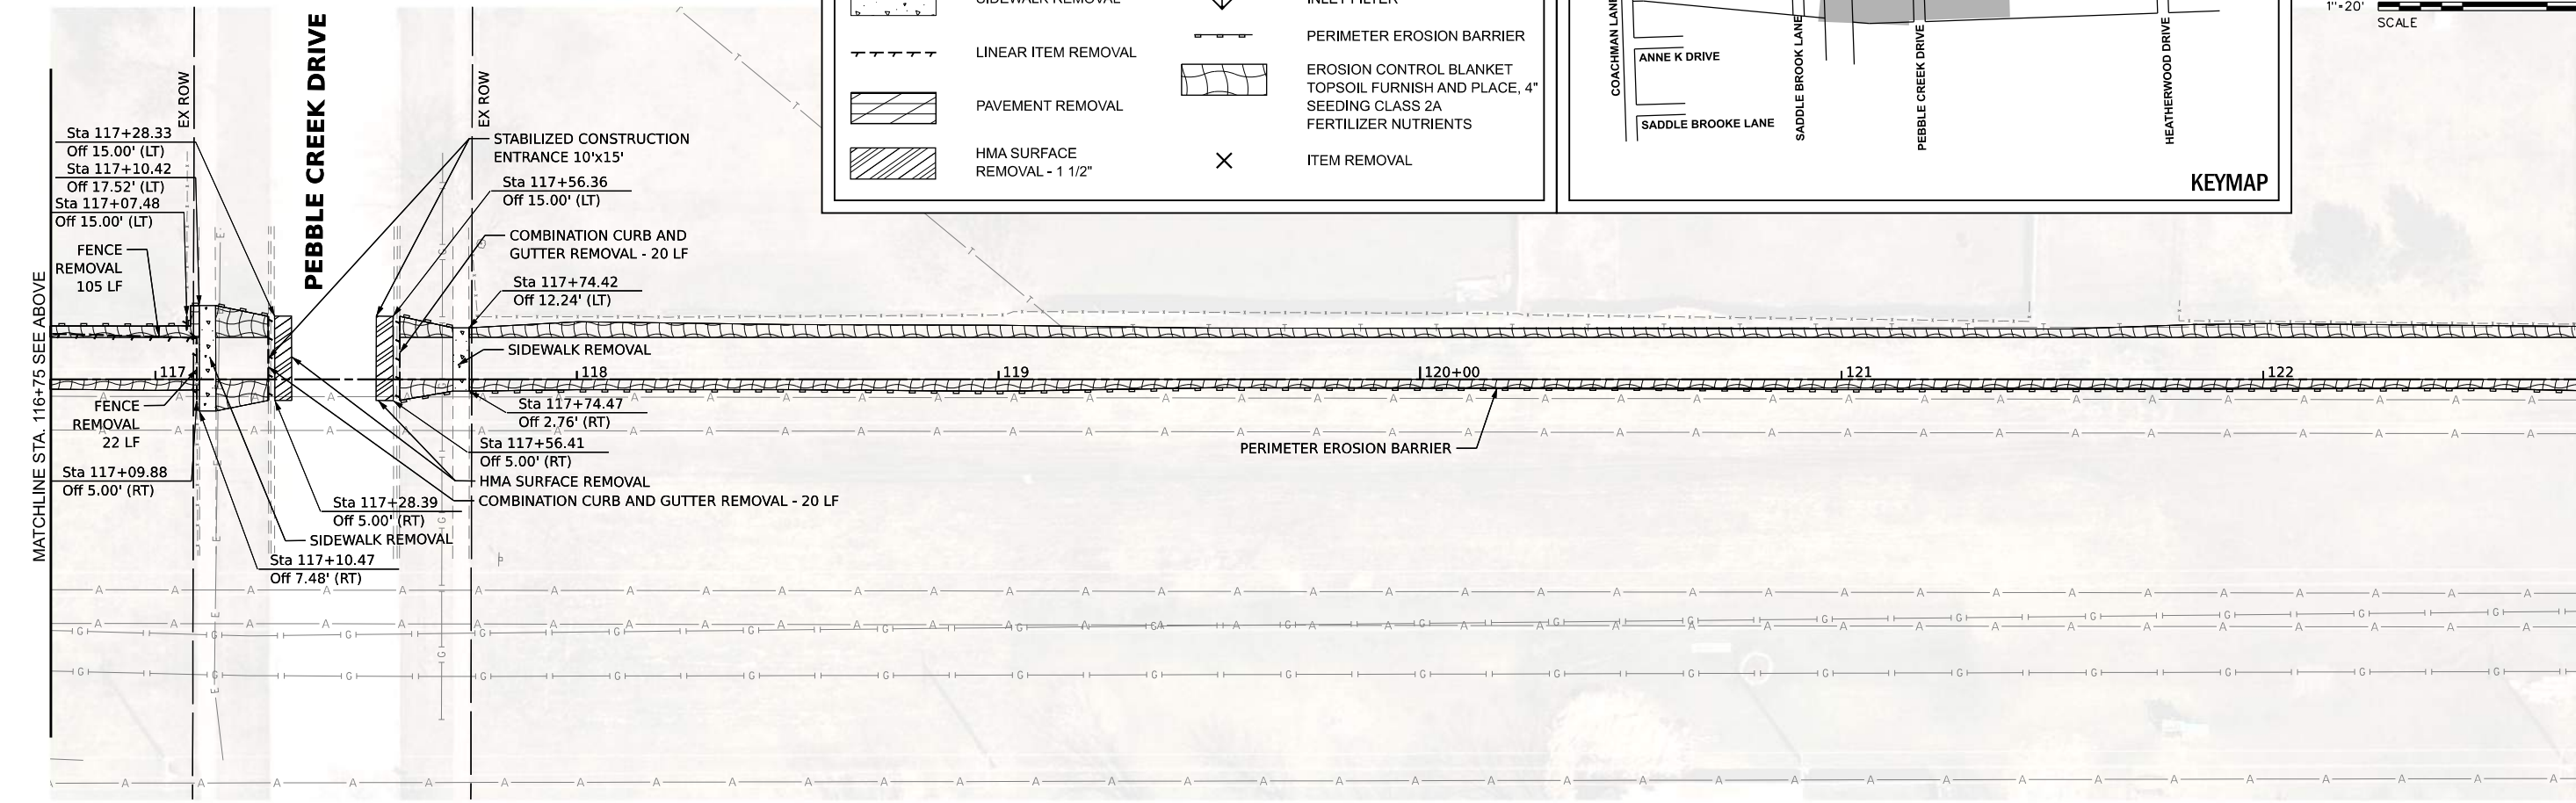 SIDEWALK REMOVAL
INLET FILTER
LINEAR ITEM REMOVAL
PERIMETER EROSION BARRIER
PAVEMENT REMOVAL
EROSION CONTROL BLANKET
TOPSOIL FURNISH AND PLACE, 4"
SEEDING CLASS 2A
FERTILIZER NUTRIENTS
HMA SURFACE
REMOVAL - 1 1/2"
ITEM REMOVAL
COACHMAN LANE
ANNE K DRIVE
SADDLE BROOKE LANE
SADDLE BROOK LANE
PEBBLE CREEK DRIVE
HEATHERWOOD DRIVE
KEYMAP
1"=20'
SCALE
MATCHLINE STA. 116+75 SEE ABOVE
EX ROW
PEBBLE CREEK DRIVE
EX ROW
Sta 117+28.33
Off 15.00' (LT)
Sta 117+10.42
Off 17.52' (LT)
Sta 117+07.48
Off 15.00' (LT)
FENCE
REMOVAL
105 LF
STABILIZED CONSTRUCTION
ENTRANCE 10'x15'
Sta 117+56.36
Off 15.00' (LT)
COMBINATION CURB AND
GUTTER REMOVAL - 20 LF
Sta 117+74.42
Off 12.24' (LT)
SIDEWALK REMOVAL
117
118
119
120+00
121
122
FENCE
REMOVAL
22 LF
Sta 117+09.88
Off 5.00' (RT)
Sta 117+74.47
Off 2.76' (RT)
Sta 117+56.41
Off 5.00' (RT)
HMA SURFACE REMOVAL
COMBINATION CURB AND GUTTER REMOVAL - 20 LF
Sta 117+28.39
Off 5.00' (RT)
SIDEWALK REMOVAL
Sta 117+10.47
Off 7.48' (RT)
PERIMETER EROSION BARRIER